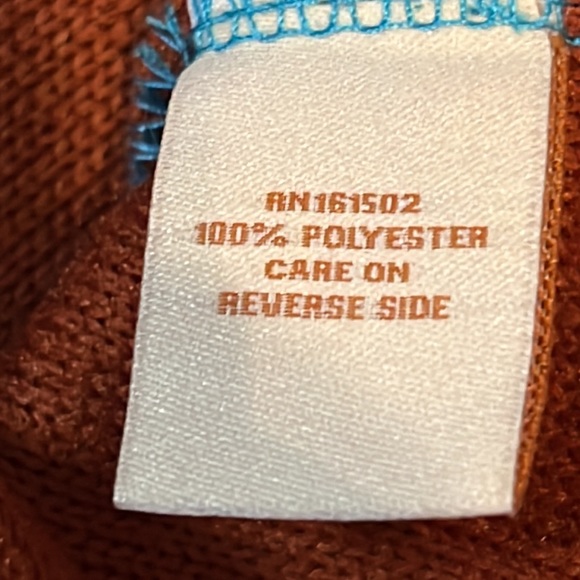 RN161502
100% POLYESTER
CARE ON
REVERSE SIDE